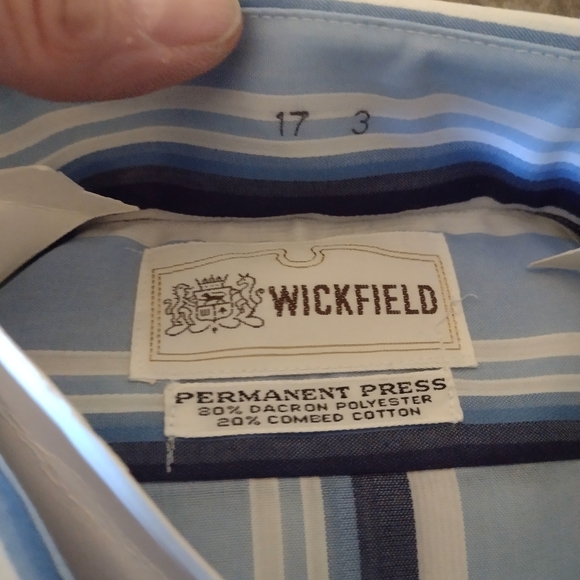 17 3
WICKFIELD
PERMANENT PRESS
80% DACRON POLYESTER
20% COMBED COTTON